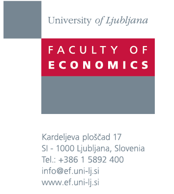 University of Ljubljana
FACULTY OF
ECONOMICS
Kardeljeva ploščad 17
SI - 1000 Ljubljana, Slovenia
Tel.: +386 1 5892 400
info@ef.uni-lj.si
www.ef.uni-lj.si